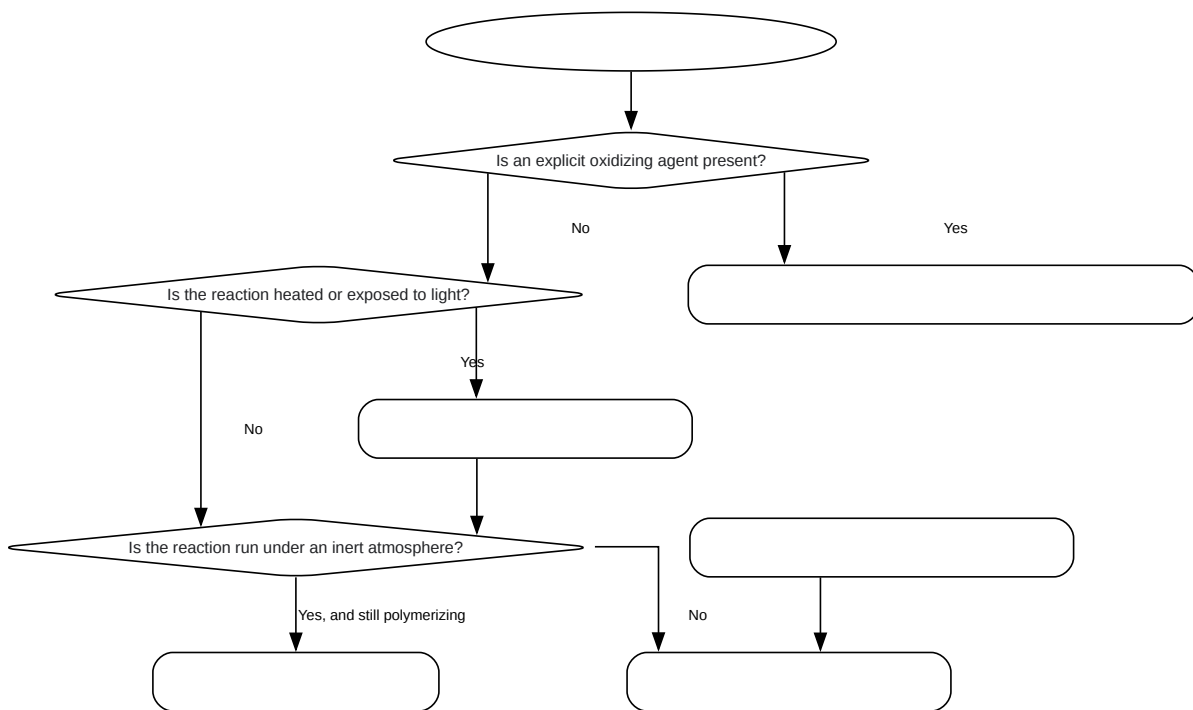 Is an explicit oxidizing agent present?
No
Yes
Is the reaction heated or exposed to light?
Yes
No
Is the reaction run under an inert atmosphere?
Yes, and still polymerizing
No